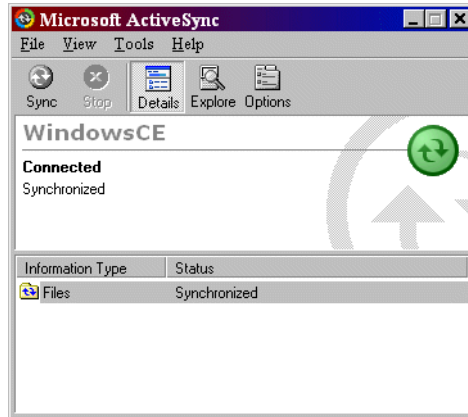 Microsoft ActiveSync
File View Tools Help
Sync Stop Details Explore Options
WindowsCE
Connected
Synchronized
Information Type Status
Files Synchronized